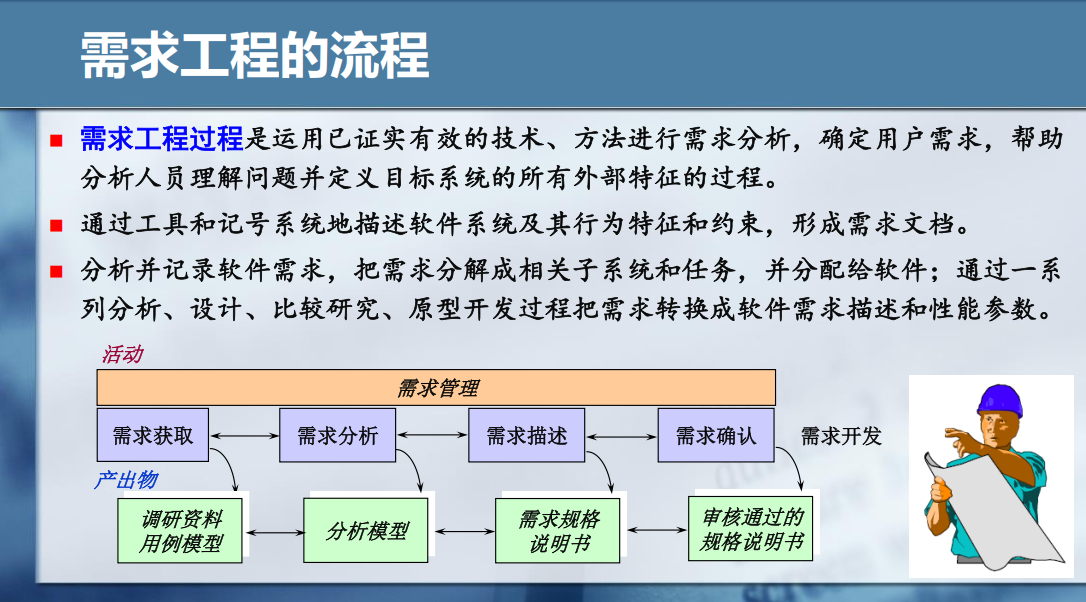 需求工程的流程
需求工程过程是运用已证实有效的技术、方法进行需求分析，确定用户需求，帮助
分析人员理解问题并定义目标系统的所有外部特征的过程。
通过工具和记号系统地描述软件系统及其行为特征和约束，形成需求文档。
分析并记录软件需求，把需求分解成相关子系统和任务，并分配给软件；通过一系
列分析、设计、比较研究、原型开发过程把需求转换成软件需求描述和性能参数。
活动
需求管理
需求获取
需求分析
需求描述
需求确认
需求开发
产出物
调研资料
用例模型
分析模型
需求规格
说明书
审核通过的
规格说明书